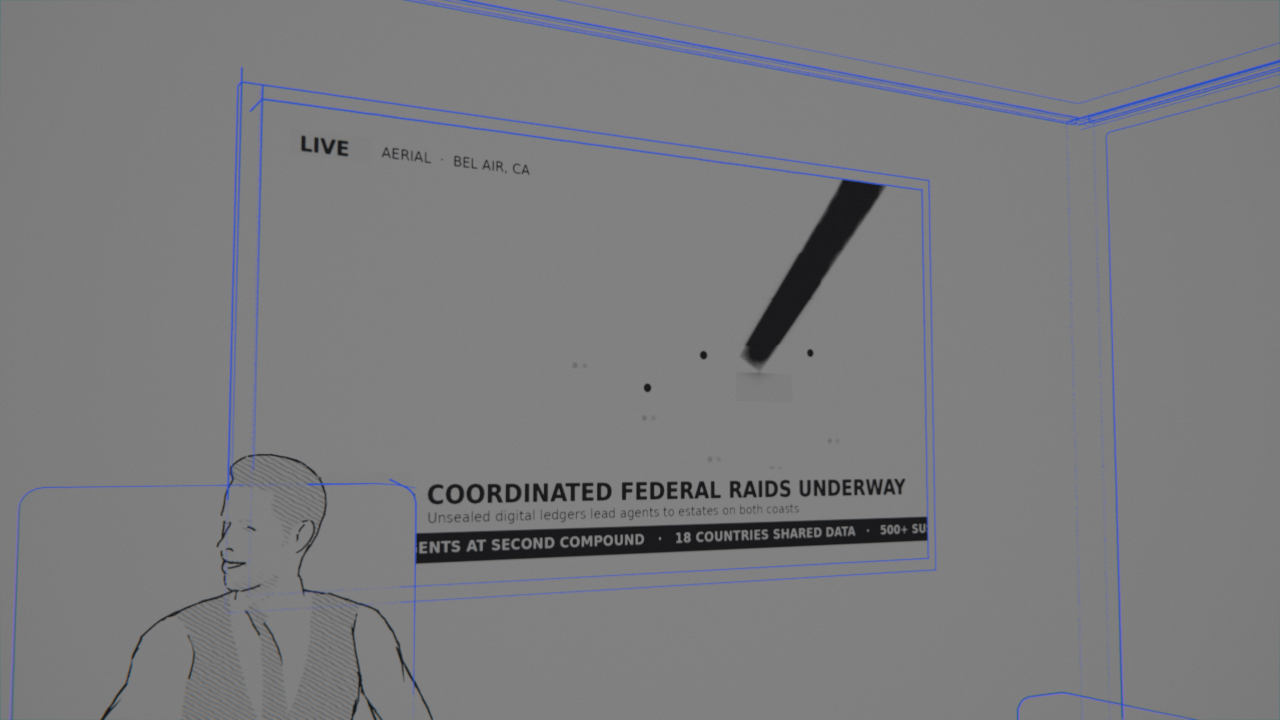 LIVE AERIAL · BEL AIR, CA
COORDINATED FEDERAL RAIDS UNDERWAY
Unsealed digital ledgers lead agents to estates on both coasts
ENTS AT SECOND COMPOUND · 18 COUNTRIES SHARED DATA · 500+ SU